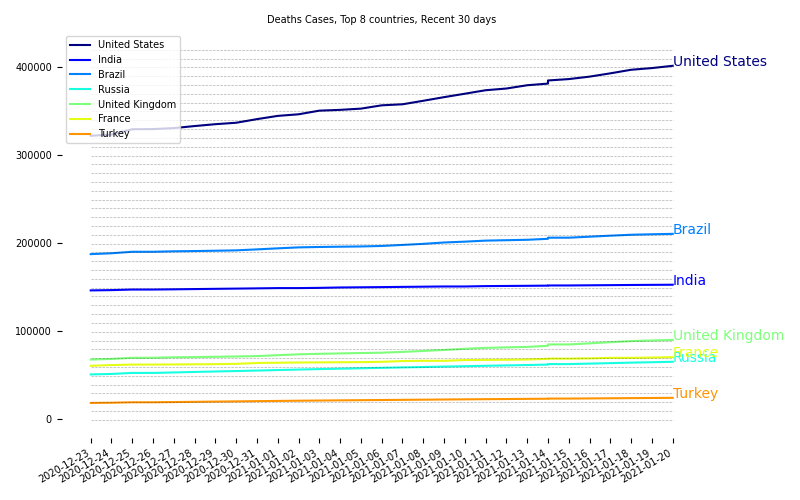 Deaths Cases, Top 8 countries, Recent 30 days
United States
India
Brazil
Russia
United Kingdom
France
Turkey
400000
300000
200000
100000
0
United States
Brazil
India
United Kingdom
France
Russia
Turkey
2020-12-23
2020-12-24
2020-12-25
2020-12-26
2020-12-27
2020-12-28
2020-12-29
2020-12-30
2020-12-31
2021-01-01
2021-01-02
2021-01-03
2021-01-04
2021-01-05
2021-01-06
2021-01-07
2021-01-08
2021-01-09
2021-01-10
2021-01-11
2021-01-12
2021-01-13
2021-01-14
2021-01-15
2021-01-16
2021-01-17
2021-01-18
2021-01-19
2021-01-20